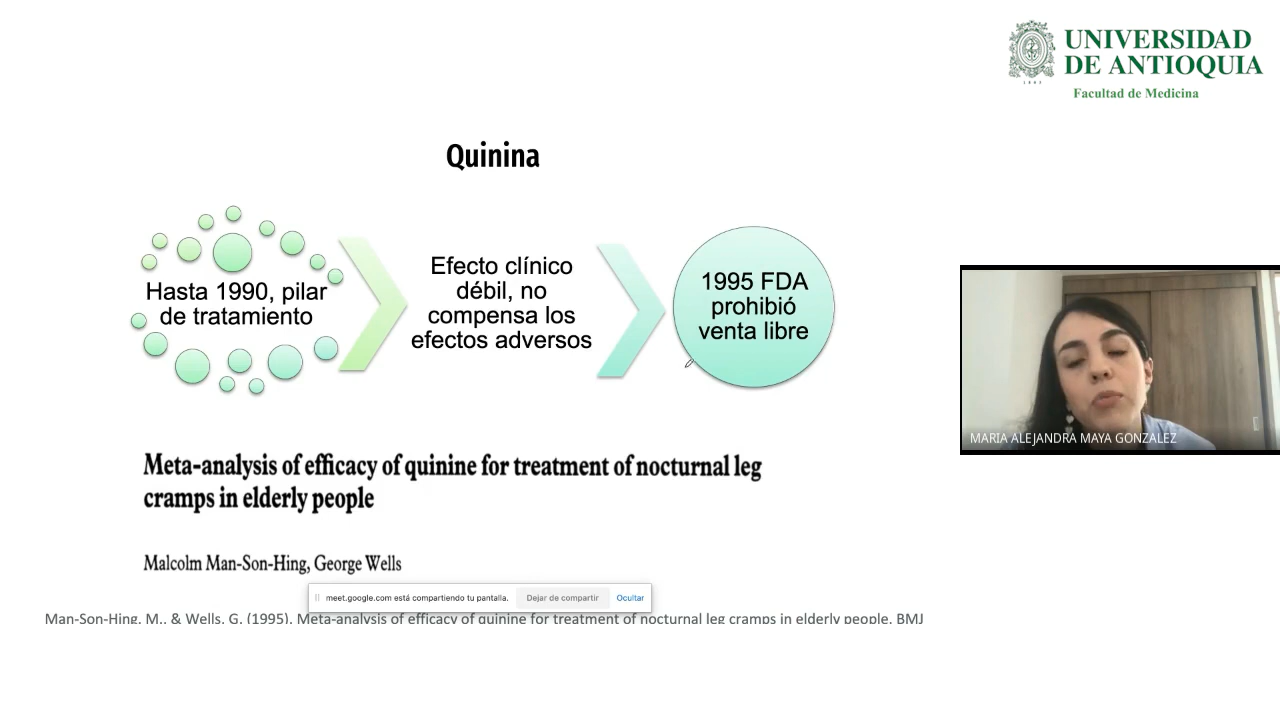 UNIVERSIDAD
DE ANTIOQUIA
1803
Facultad de Medicina
Quinina
Hasta 1990, pilar
de tratamiento
Efecto clínico
débil, no
compensa los
efectos adversos
1995 FDA
prohibió
venta libre
MARIA ALEJANDRA MAYA GONZALEZ
Meta-analysis of efficacy of quinine for treatment of nocturnal leg
cramps in elderly people
Malcolm Man-Son-Hing, George Wells
meet.google.com está compartiendo tu pantalla. Dejar de compartir Ocultar
Man-Son-Hing, M., & Wells, G. (1995). Meta-analysis of efficacy of quinine for treatment of nocturnal leg cramps in elderly people. BMJ